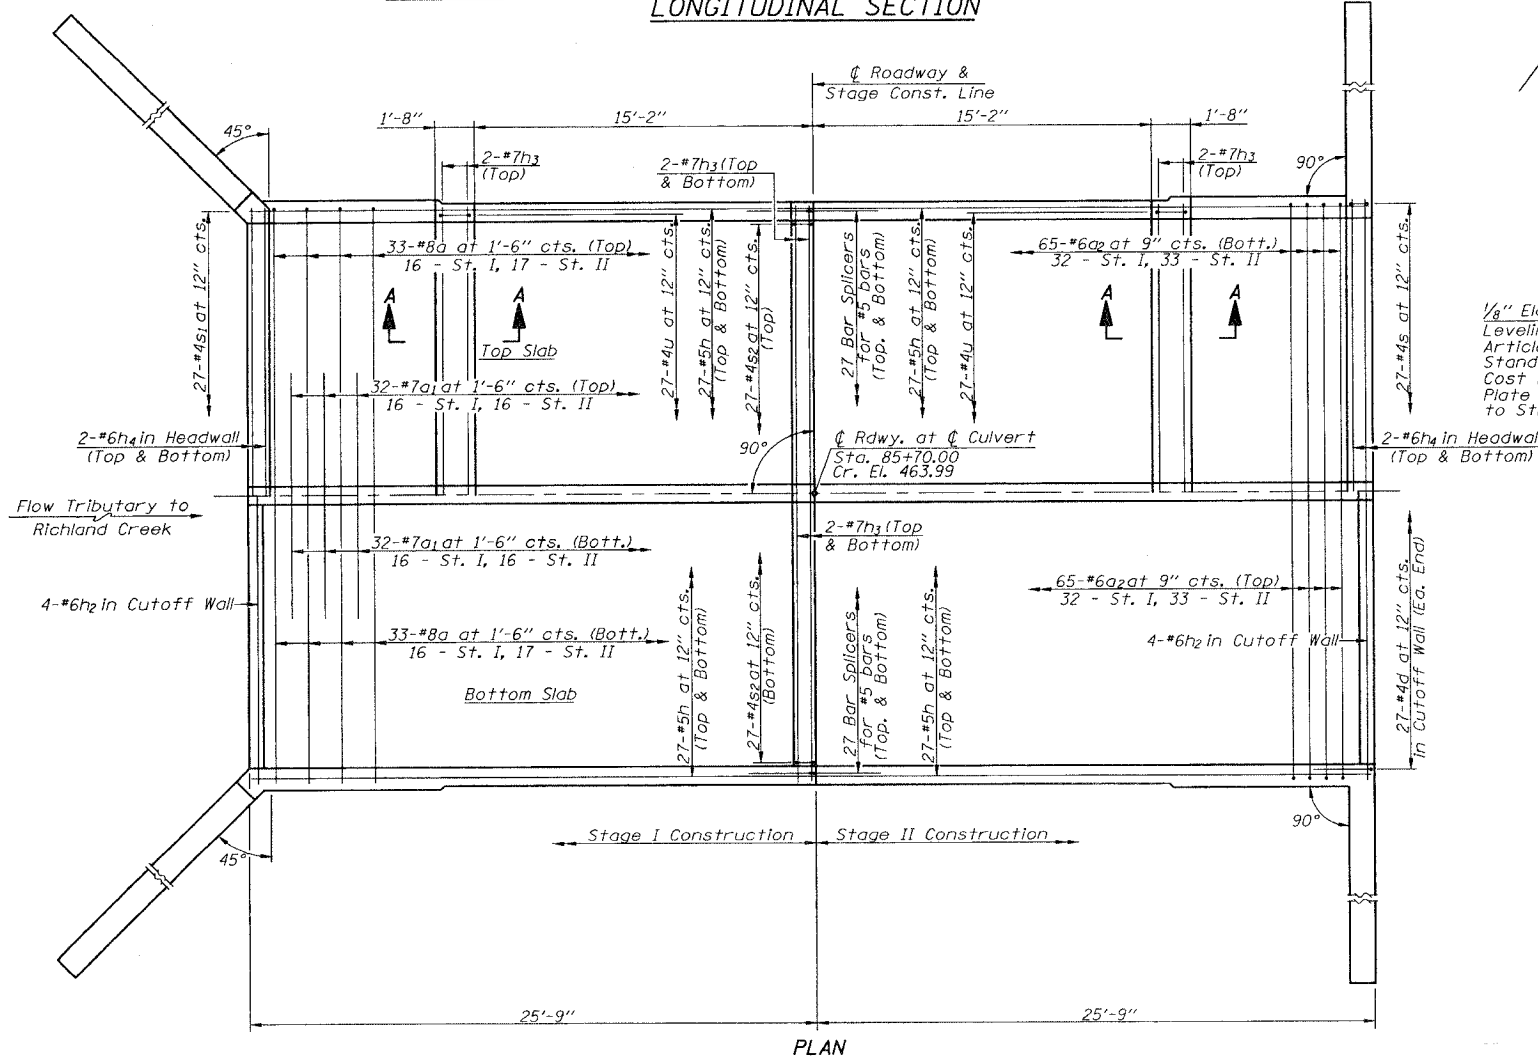 LONGITUDINAL SECTION
℄ Roadway &
Stage Const. Line
45°
1'-8"
15'-2"
15'-2"
1'-8"
2-#7h3
(Top)
2-#7h3 (Top
& Bottom)
2-#7h3
(Top)
90°
27-#4s1 at 12" cts.
33-#8a at 1'-6" cts. (Top)
16 - St. I, 17 - St. II
A
A
Top Slab
32-#7a1 at 1'-6" cts. (Top)
16 - St. I, 16 - St. II
27-#4u at 12" cts.
27-#5h at 12" cts.
(Top & Bottom)
27-#4s2 at 12" cts.
(Top)
27 Bar Splicers
for #5 bars
(Top. & Bottom)
27-#5h at 12" cts.
(Top & Bottom)
27-#4u at 12" cts.
65-#6a2 at 9" cts. (Bott.)
32 - St. I, 33 - St. II
A
A
27-#4s at 12" cts.
1/8" El
Leveli
Articl
Stand
Cost
Plate
to St
2-#6h4 in Headwall
(Top & Bottom)
90°
℄ Rdwy. at ℄ Culvert
Sta. 85+70.00
Cr. El. 463.99
2-#6h4 in Headwal
(Top & Bottom)
Flow Tributary to
Richland Creek
32-#7a1 at 1'-6" cts. (Bott.)
16 - St. I, 16 - St. II
2-#7h3 (Top
& Bottom)
4-#6h2 in Cutoff Wall
33-#8a at 1'-6" cts. (Bott.)
16 - St. I, 17 - St. II
Bottom Slab
27-#5h at 12" cts.
(Top & Bottom)
27-#4s2 at 12" cts.
(Bottom)
27 Bar Splicers
for #5 bars
(Top. & Bottom)
27-#5h at 12" cts.
(Top & Bottom)
65-#6a2 at 9" cts. (Top)
32 - St. I, 33 - St. II
4-#6h2 in Cutoff Wall
27-#4d at 12" cts.
in Cutoff Wall (Ea. End)
45°
Stage I Construction
Stage II Construction
90°
25'-9"
25'-9"
PLAN